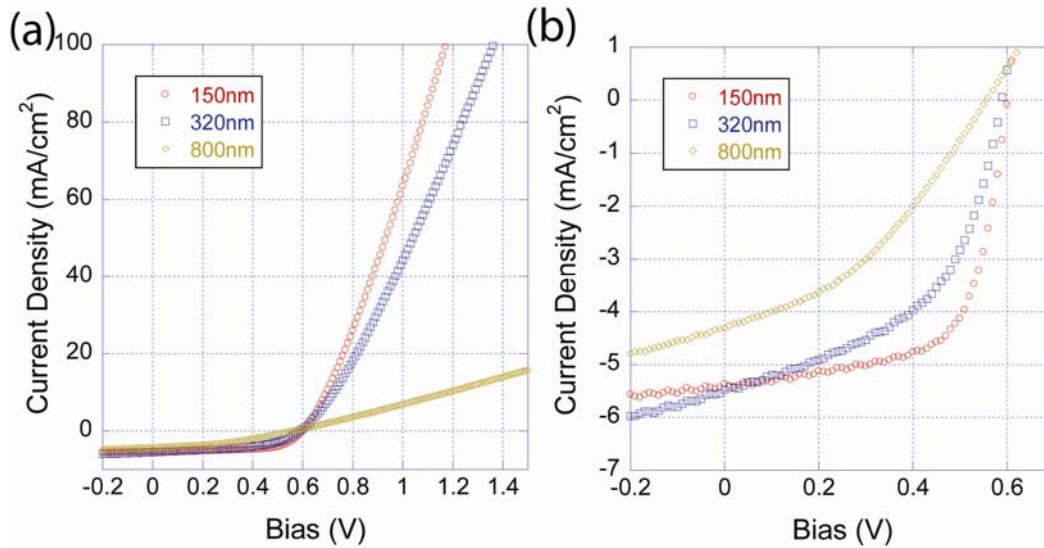 (a)
100
80
60
40
20
0
Current Density (mA/cm²)
150nm
320nm
800nm
-0.2 0 0.2 0.4 0.6 0.8 1 1.2 1.4
Bias (V)
(b)
1
0
-1
-2
-3
-4
-5
-6
-7
Current Density (mA/cm²)
150nm
320nm
800nm
-0.2 0 0.2 0.4 0.6
Bias (V)